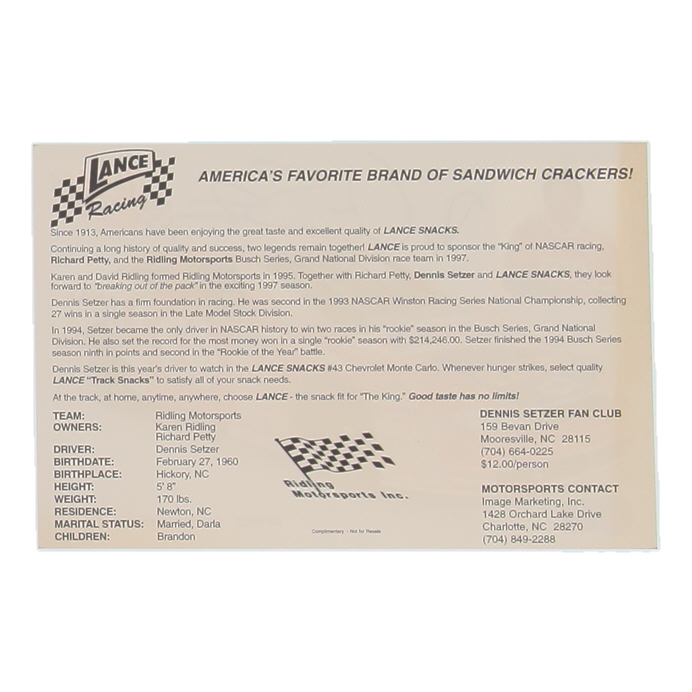 LANCE
Racing
AMERICA'S FAVORITE BRAND OF SANDWICH CRACKERS!
Since 1913, Americans have been enjoying the great taste and excellent quality of LANCE SNACKS.
Continuing a long history of quality and success, two legends remain together! LANCE is proud to sponsor the "King" of NASCAR racing,
Richard Petty, and the Ridling Motorsports Busch Series, Grand National Division race team in 1997.
Karen and David Ridling formed Ridling Motorsports in 1995. Together with Richard Petty, Dennis Setzer and LANCE SNACKS, they look
forward to "breaking out of the pack" in the exciting 1997 season.
Dennis Setzer has a firm foundation in racing. He was second in the 1993 NASCAR Winston Racing Series National Championship, collecting
27 wins in a single season in the Late Model Stock Division.
In 1994, Setzer became the only driver in NASCAR history to win two races in his "rookie" season in the Busch Series, Grand National
Division. He also set the record for the most money won in a single "rookie" season with $214,246.00. Setzer finished the 1994 Busch Series
season ninth in points and second in the "Rookie of the Year" battle.
Dennis Setzer is this year's driver to watch in the LANCE SNACKS #43 Chevrolet Monte Carlo. Whenever hunger strikes, select quality
LANCE "Track Snacks" to satisfy all of your snack needs.
At the track, at home, anytime, anywhere, choose LANCE - the snack fit for "The King." Good taste has no limits!
TEAM: Ridling Motorsports
OWNERS: Karen Ridling
Richard Petty
DRIVER: Dennis Setzer
BIRTHDATE: February 27, 1960
BIRTHPLACE: Hickory, NC
HEIGHT: 5' 8"
WEIGHT: 170 lbs.
RESIDENCE: Newton, NC
MARITAL STATUS: Married, Darla
CHILDREN: Brandon
Ridling
Motorsports Inc.
Complimentary - Not for Resale
DENNIS SETZER FAN CLUB
159 Bevan Drive
Mooresville, NC 28115
(704) 664-0225
$12.00/person
MOTORSPORTS CONTACT
Image Marketing, Inc.
1428 Orchard Lake Drive
Charlotte, NC 28270
(704) 849-2288